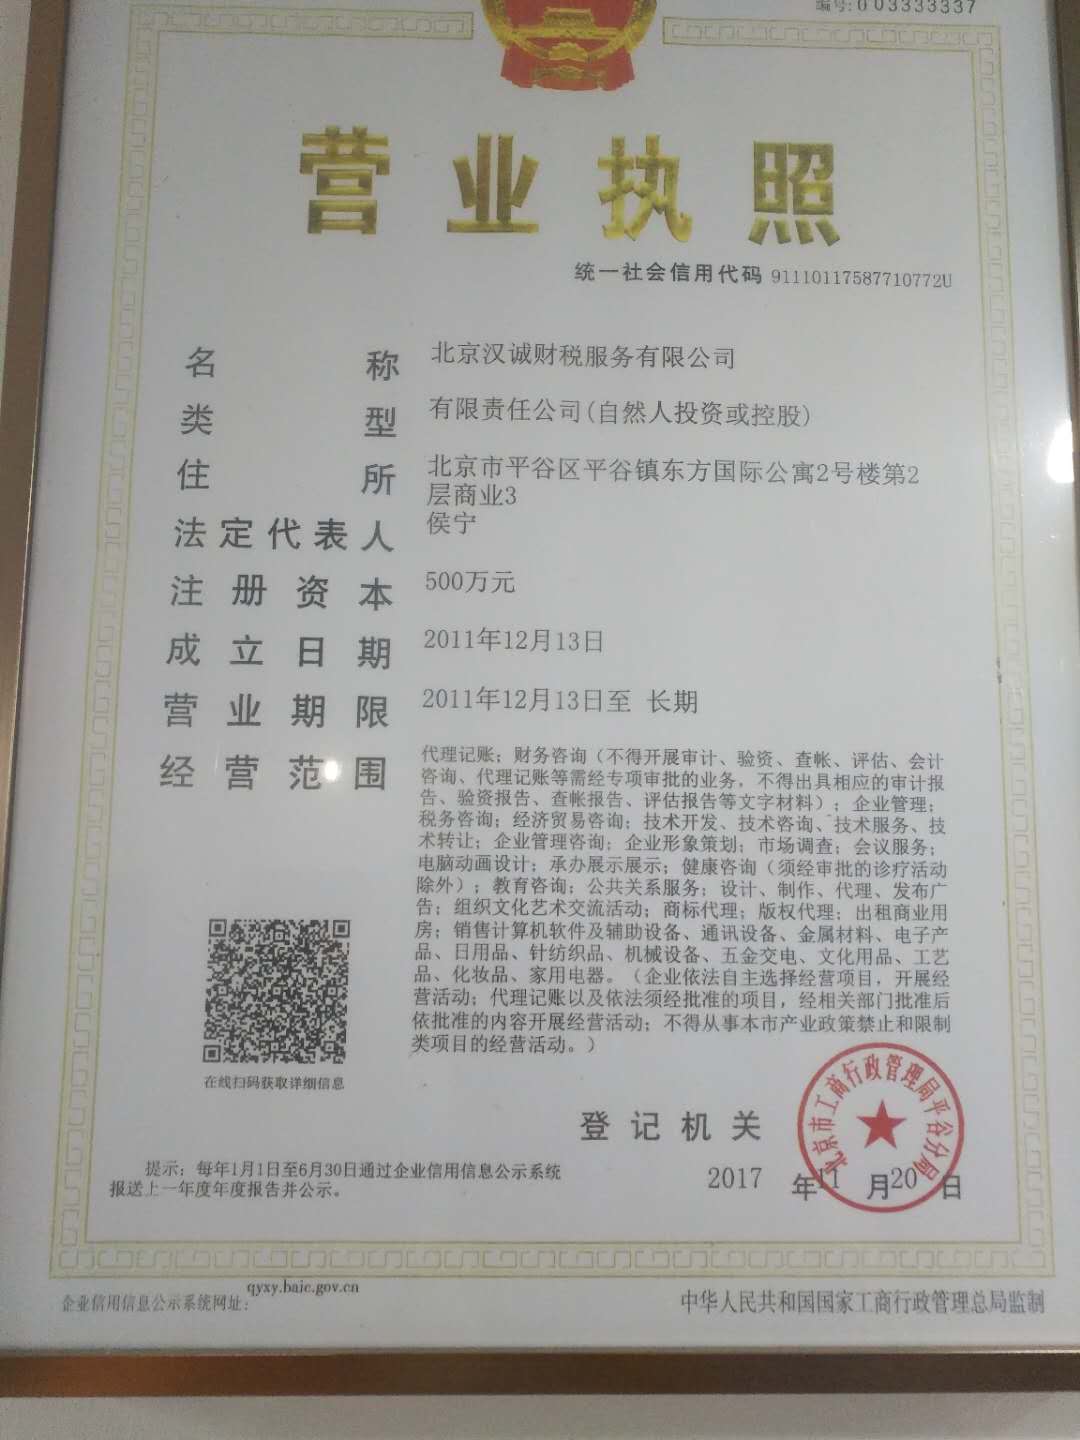 编号:0 03333337
营业执照
统一社会信用代码 91110117587710772U
名称 北京汉诚财税服务有限公司
类型 有限责任公司(自然人投资或控股)
住所 北京市平谷区平谷镇东方国际公寓2号楼第2
层商业3
法定代表人 侯宁
注册资本 500万元
成立日期 2011年12月13日
营业期限 2011年12月13日至 长期
经营范围 代理记账；财务咨询（不得开展审计、验资、查帐、评估、会计
咨询、代理记账等需经专项审批的业务，不得出具相应的审计报
告、验资报告、查帐报告、评估报告等文字材料）；企业管理；
税务咨询；经济贸易咨询；技术开发、技术咨询、技术服务、技
术转让；企业管理咨询；企业形象策划；市场调查；会议服务；
电脑动画设计；承办展示展示；健康咨询（须经审批的诊疗活动
除外）；教育咨询；公共关系服务；设计、制作、代理、发布广
告；组织文化艺术交流活动；商标代理；版权代理；出租商业用
房；销售计算机软件及辅助设备、通讯设备、金属材料、电子产
品、日用品、针纺织品、机械设备、五金交电、文化用品、工艺
品、化妆品、家用电器。（企业依法自主选择经营项目，开展经
营活动；代理记账以及依法须经批准的项目，经相关部门批准后
依批准的内容开展经营活动；不得从事本市产业政策禁止和限制
类项目的经营活动。）
在线扫码获取详细信息
登记机关
北京市工商行政管理局平谷分局
2017 年11 月20 日
提示：每年1月1日至6月30日通过企业信用信息公示系统
报送上一年度年度报告并公示。
qyxy.baic.gov.cn
企业信用信息公示系统网址：
中华人民共和国国家工商行政管理总局监制